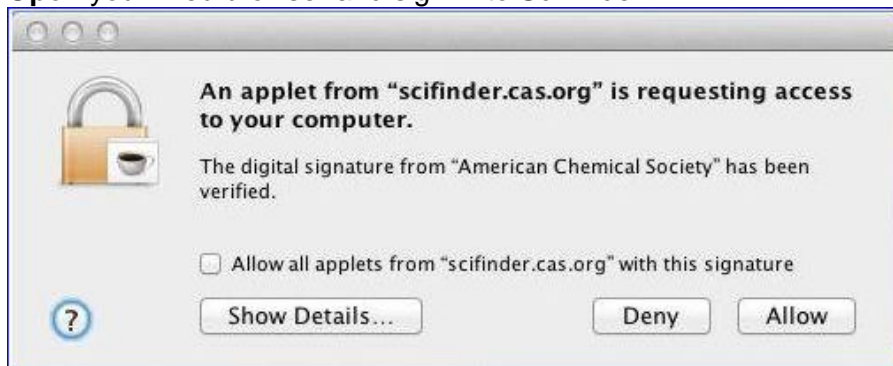 An applet from “scifinder.cas.org” is requesting access
to your computer.
The digital signature from “American Chemical Society” has been
verified.
Allow all applets from “scifinder.cas.org” with this signature
?
Show Details...
Deny
Allow